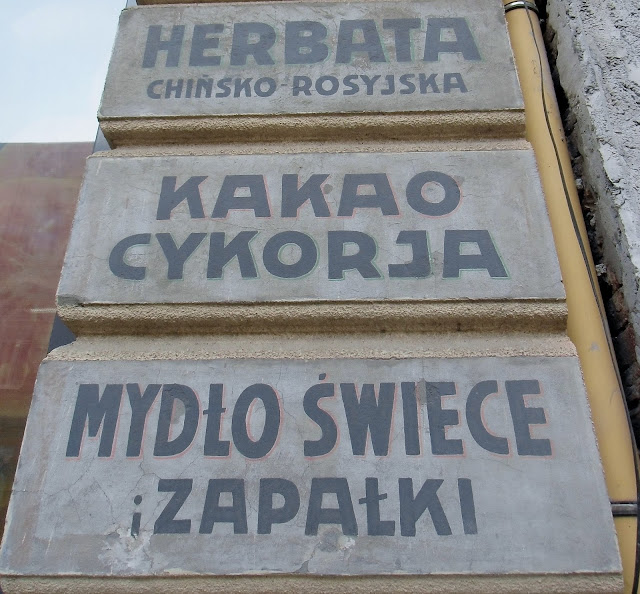 HERBATA
CHIŃSKO-ROSYJSKA
KAKAO
CYKORJA
MYDŁO ŚWIECE
i ZAPAŁKI